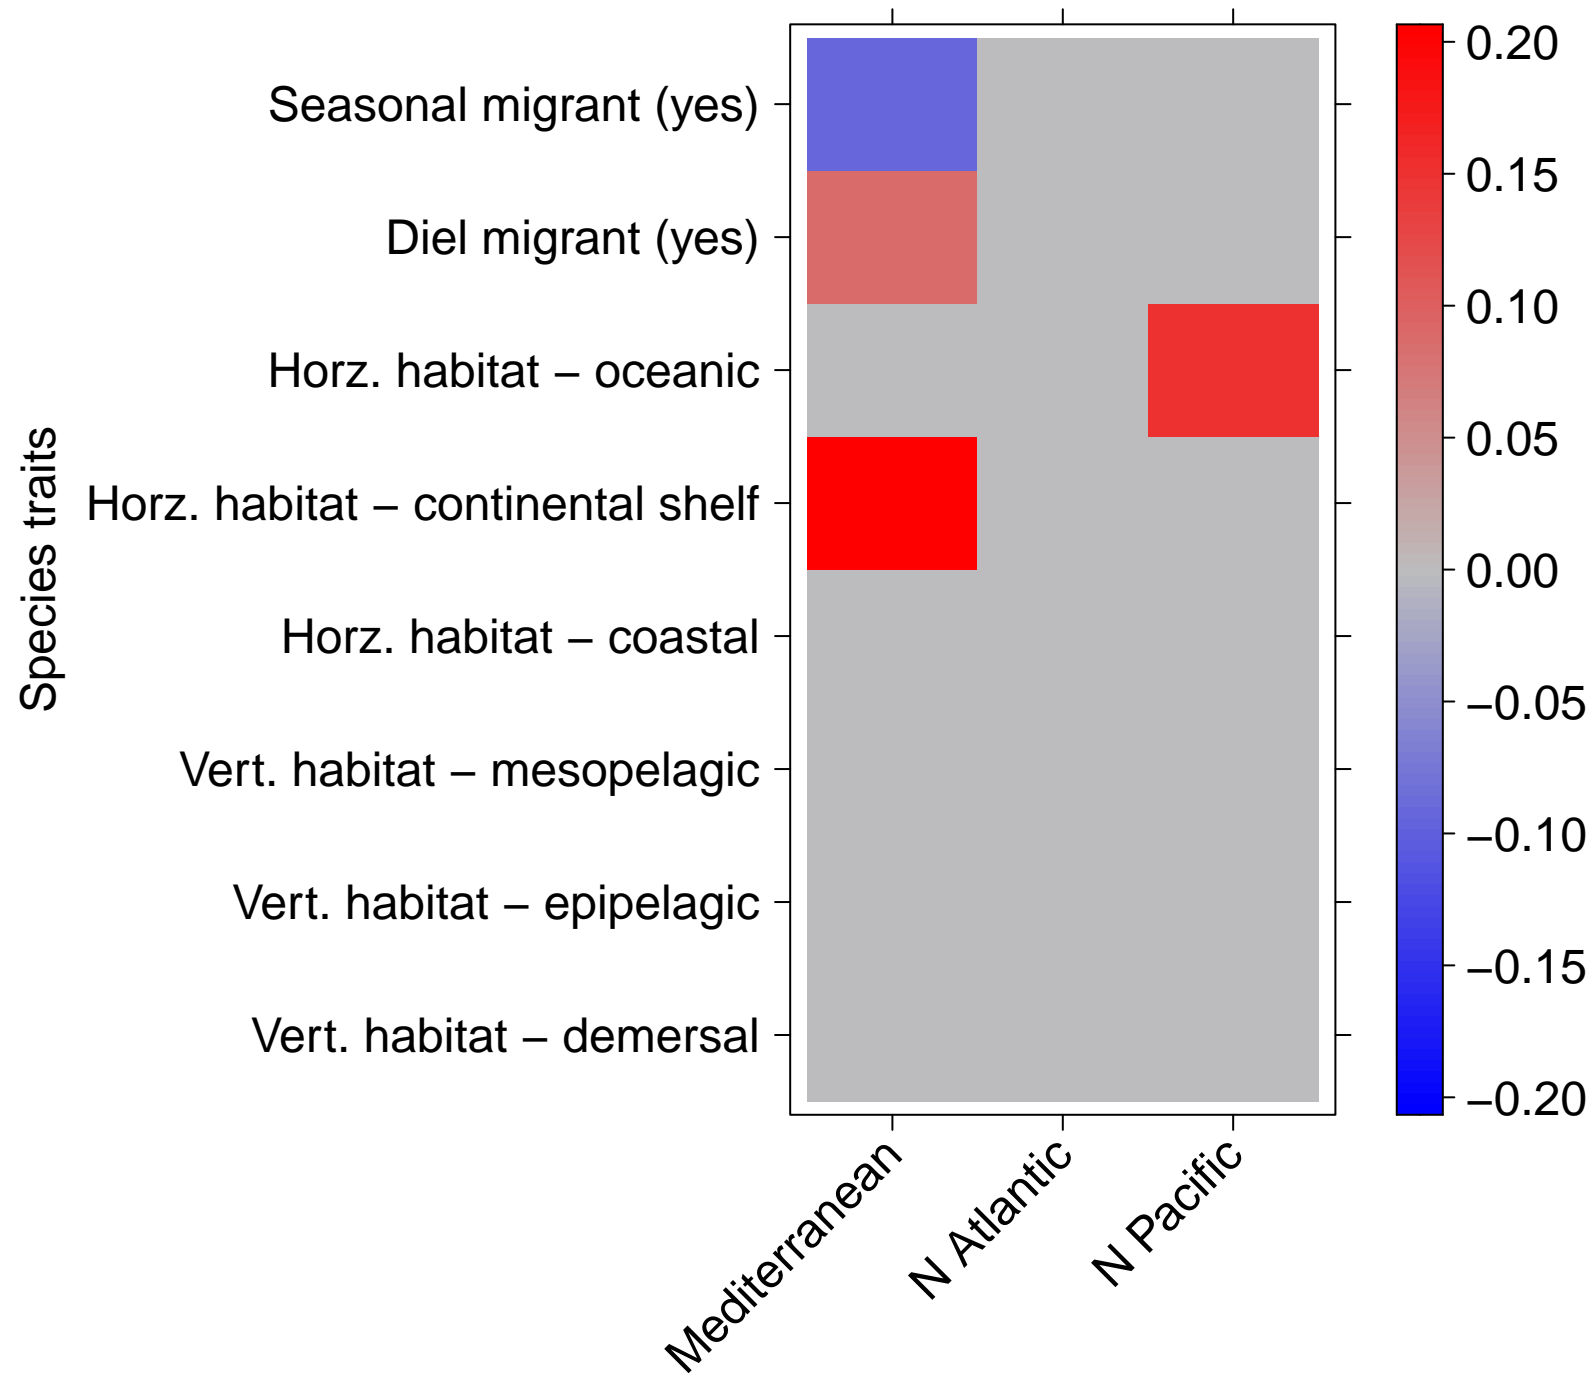 Species traits
Seasonal migrant (yes)
Diel migrant (yes)
Horz. habitat – oceanic
Horz. habitat – continental shelf
Horz. habitat – coastal
Vert. habitat – mesopelagic
Vert. habitat – epipelagic
Vert. habitat – demersal
Mediterranean
N Atlantic
N Pacific
0.20
0.15
0.10
0.05
0.00
−0.05
−0.10
−0.15
−0.20